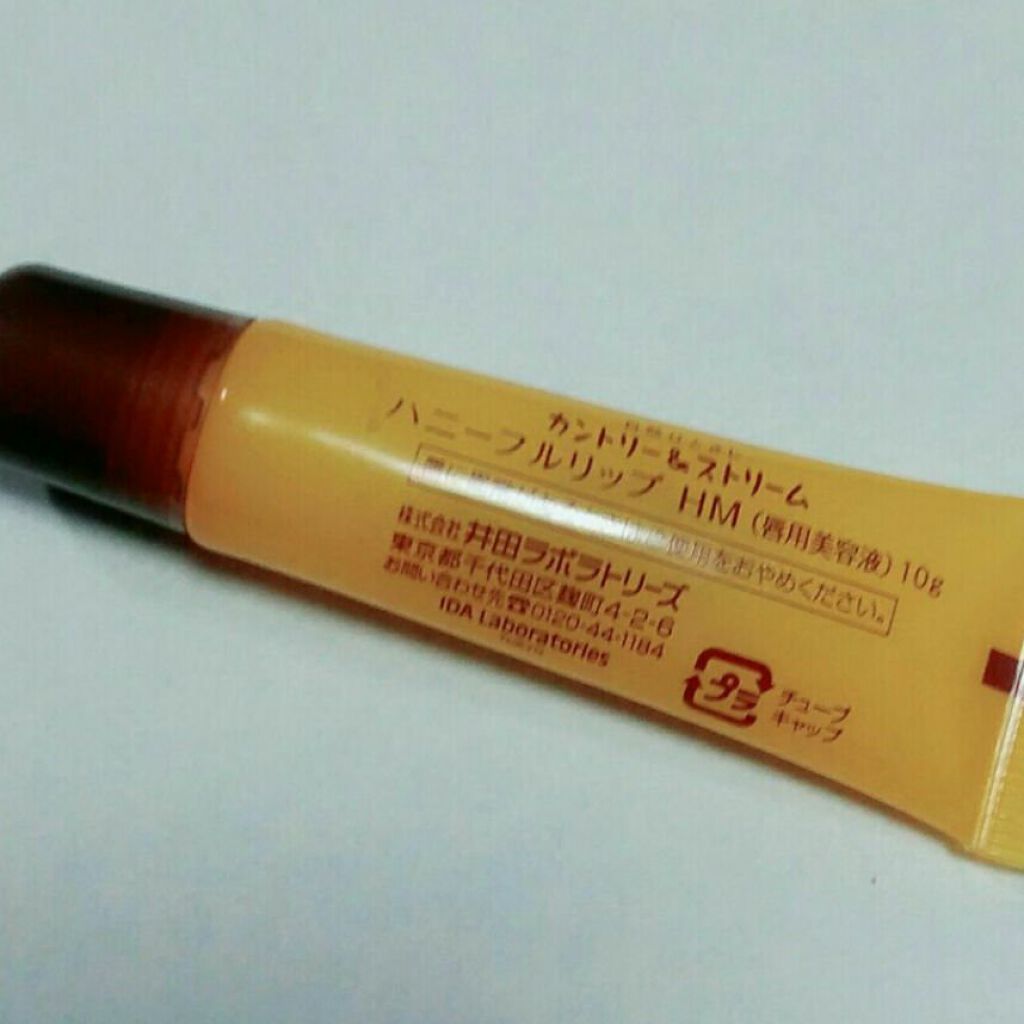 カントリー&ストリーム
ハニーフルリップ HM (唇用美容液) 10g
使用をおやめください。
株式会社 井田ラボラトリーズ
東京都千代田区麹町4-2-6
お問い合わせ先☎0120-44-1184
IDA Laboratories
TOKYO
プラ
チューブ
キャップ